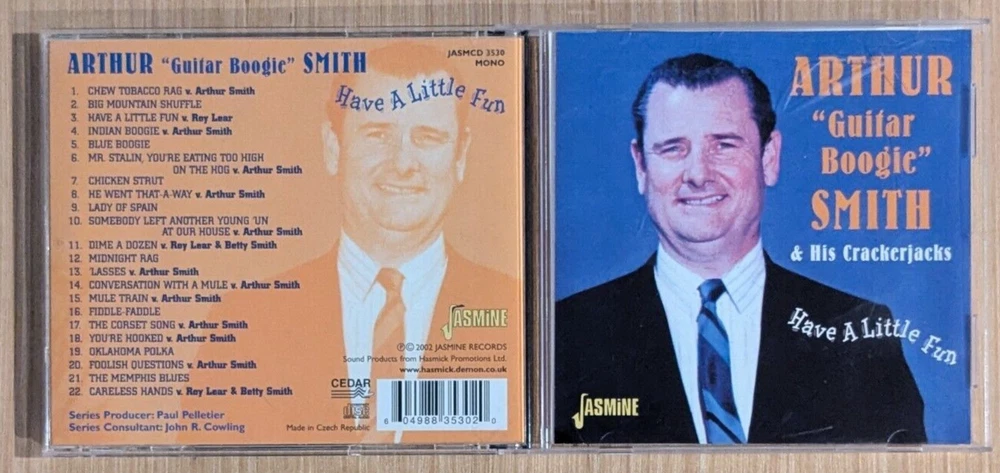 ARTHUR "Guitar Boogie" SMITH
JASMCD 3530
MONO
Have A Little Fun
1. CHEW TOBACCO RAG v. Arthur Smith
2. BIG MOUNTAIN SHUFFLE
3. HAVE A LITTLE FUN v. Roy Lear
4. INDIAN BOOGIE v. Arthur Smith
5. BLUE BOOGIE
6. MR. STALIN, YOU'RE EATING TOO HIGH
ON THE HOG v. Arthur Smith
7. CHICKEN STRUT
8. HE WENT THAT-A-WAY v. Arthur Smith
9. 'LADY OF SPAIN
10. SOMEBODY LEFT ANOTHER YOUNG 'UN
AT OUR HOUSE v. Arthur Smith
11. DIME A DOZEN v. Roy Lear & Betty Smith
12. MIDNIGHT RAG
13. 'LASSES v. Arthur Smith
14. CONVERSATION WITH A MULE v. Arthur Smith
15. MULE TRAIN v. Arthur Smith
16. FIDDLE-FADDLE
17. THE CORSET SONG v. Arthur Smith
18. YOU'RE HOOKED v. Arthur Smith
19. OKLAHOMA POLKA
20. FOOLISH QUESTIONS v. Arthur Smith
21. THE MEMPHIS BLUES
22. CARELESS HANDS v. Roy Lear & Betty Smith
Series Producer: Paul Pelletier
Series Consultant: John R. Cowling
JASMINE
℗© 2002 JASMINE RECORDS
Sound Products from Hasmick Promotions Ltd.
www.hasmick.demon.co.uk
CEDAR
Made in Czech Republic
6 04988 35302 0
ARTHUR
"Guitar
Boogie"
SMITH
& His Crackerjacks
Have A Little Fun
JASMINE